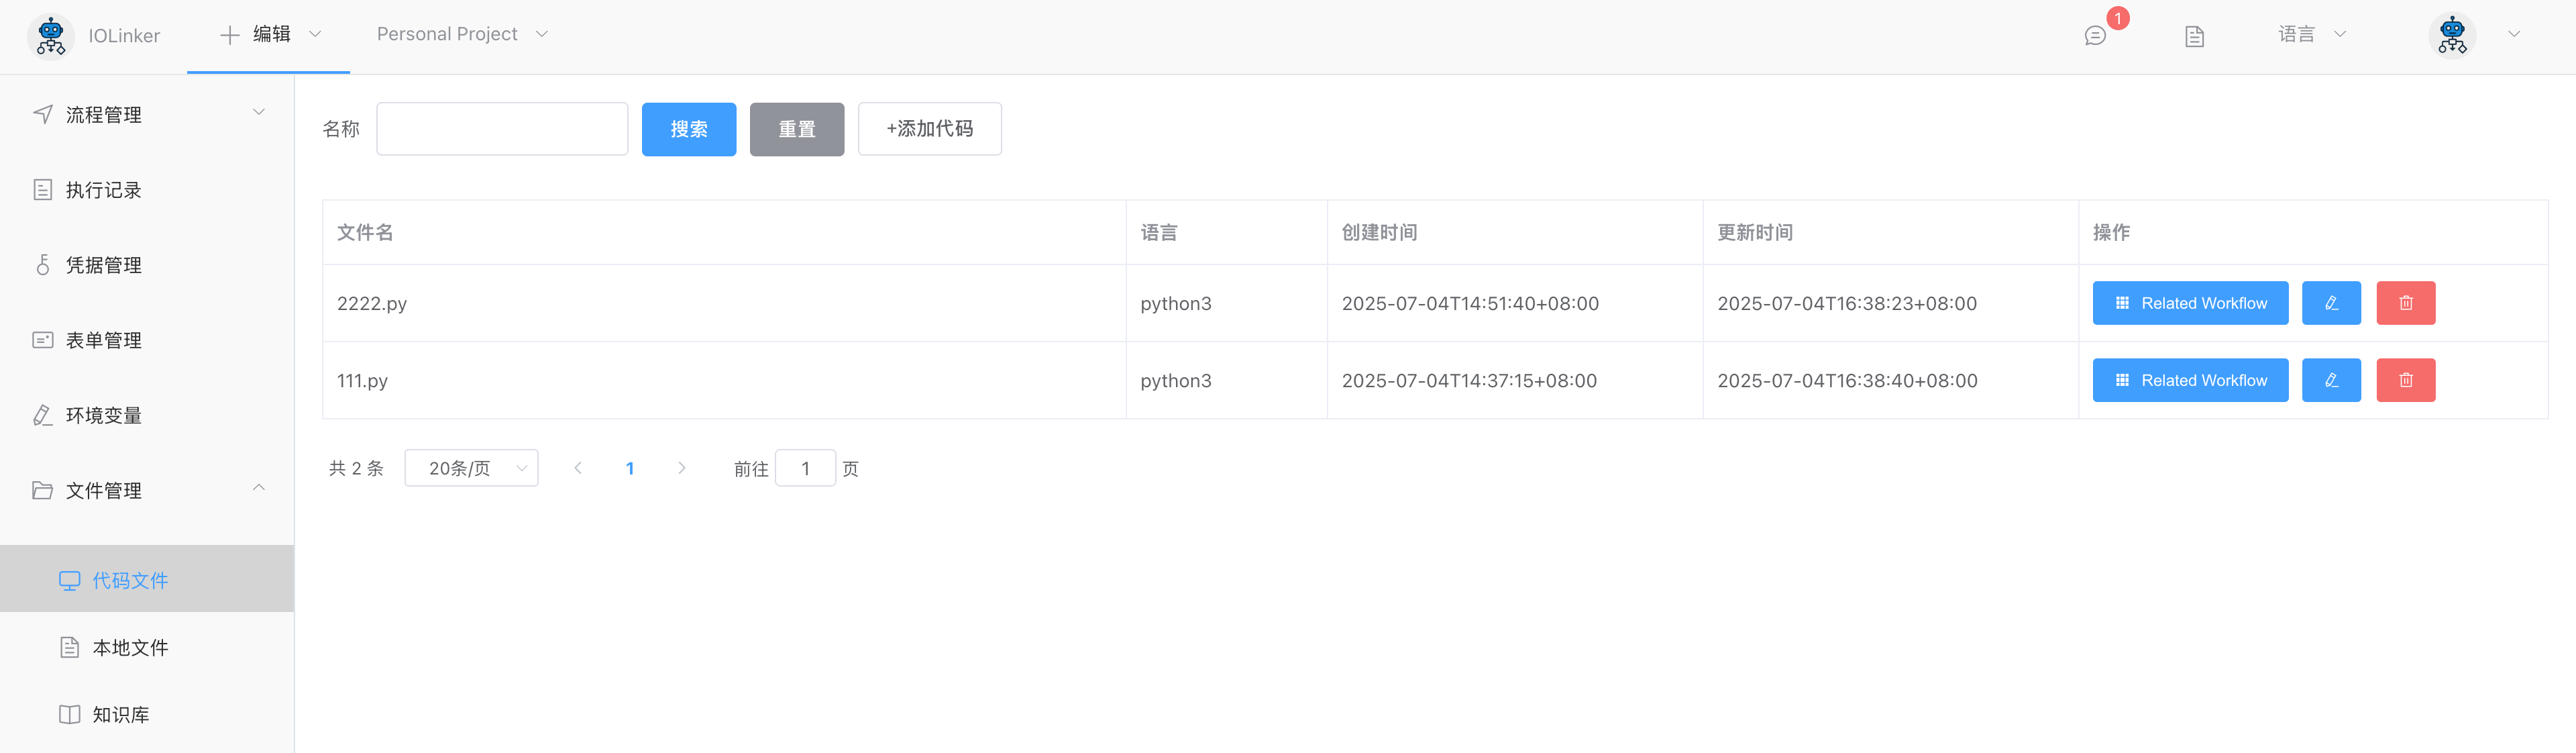 IOLinker 编辑 Personal Project 1 语言
流程管理
执行记录
凭据管理
表单管理
环境变量
文件管理
代码文件
本地文件
知识库
名称 搜索 重置 +添加代码
文件名 语言 创建时间 更新时间 操作
2222.py python3 2025-07-04T14:51:40+08:00 2025-07-04T16:38:23+08:00 Related Workflow
111.py python3 2025-07-04T14:37:15+08:00 2025-07-04T16:38:40+08:00 Related Workflow
共 2 条 20条/页 1 前往 1 页